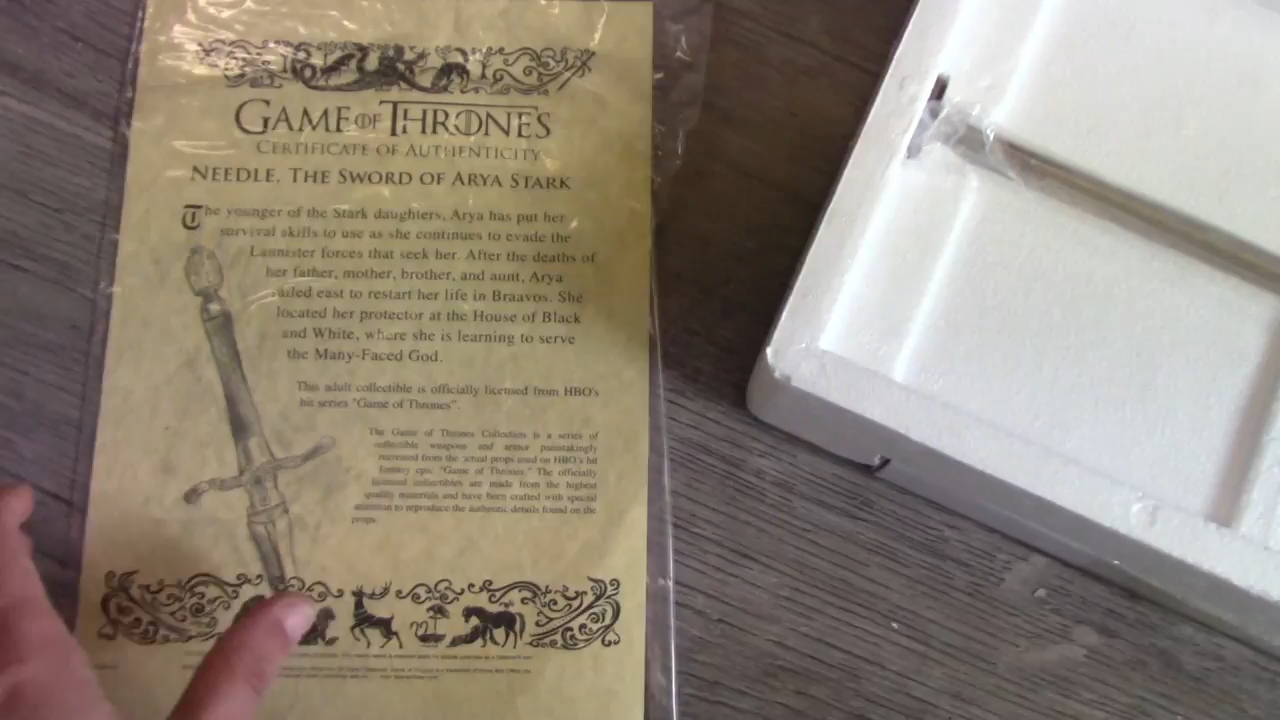 GAME OF THRONES
CERTIFICATE OF AUTHENTICITY
NEEDLE, THE SWORD OF ARYA STARK
The younger of the Stark daughters, Arya has put her
survival skills to use as she continues to evade the
Lannister forces that seek her. After the deaths of
her father, mother, brother, and aunt, Arya
sailed east to restart her life in Braavos. She
located her protector at the House of Black
and White, where she is learning to serve
the Many-Faced God.
This adult collectible is officially licensed from HBO's
hit series "Game of Thrones".
The Game of Thrones Collection is a series of
collectible weapons and armor painstakingly
recreated from the actual props used on HBO's hit
fantasy epic "Game of Thrones." The officially
licensed collectibles are made from the highest
quality materials and have been crafted with special
attention to reproduce the authentic details found on the
props.